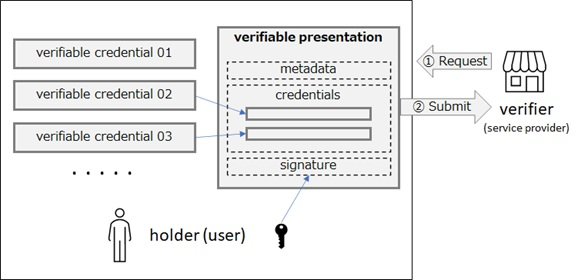 verifiable credential 01
verifiable credential 02
verifiable credential 03
. . . . .
verifiable presentation
metadata
credentials
signature
① Request
② Submit
verifier
(service provider)
holder (user)